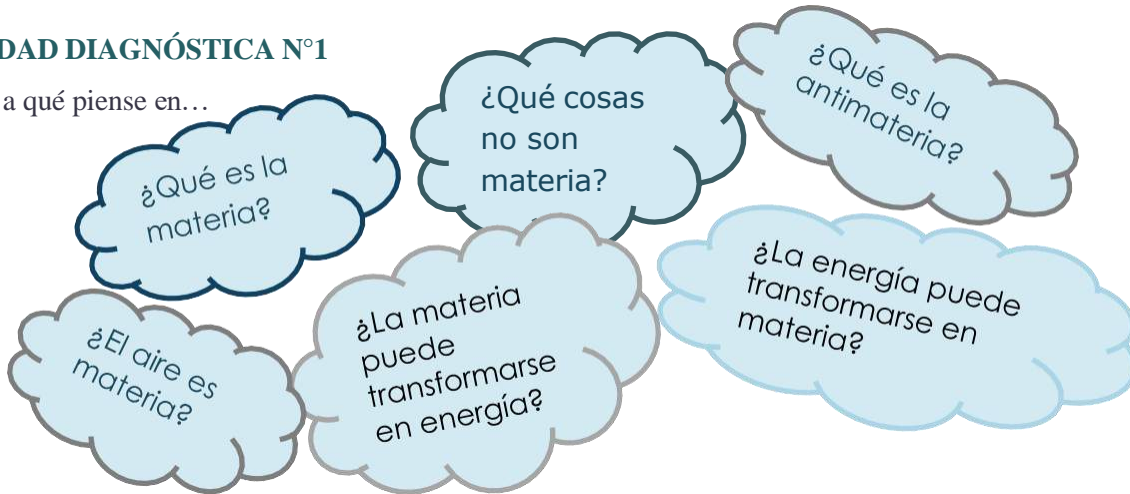 DAD DIAGNÓSTICA N°1
a qué piense en…
¿Qué es la
materia?
¿Qué cosas
no son
materia?
¿Qué es la
antimateria?
¿El aire es
materia?
¿La materia
puede
transformarse
en energía?
¿La energía puede
transformarse en
materia?